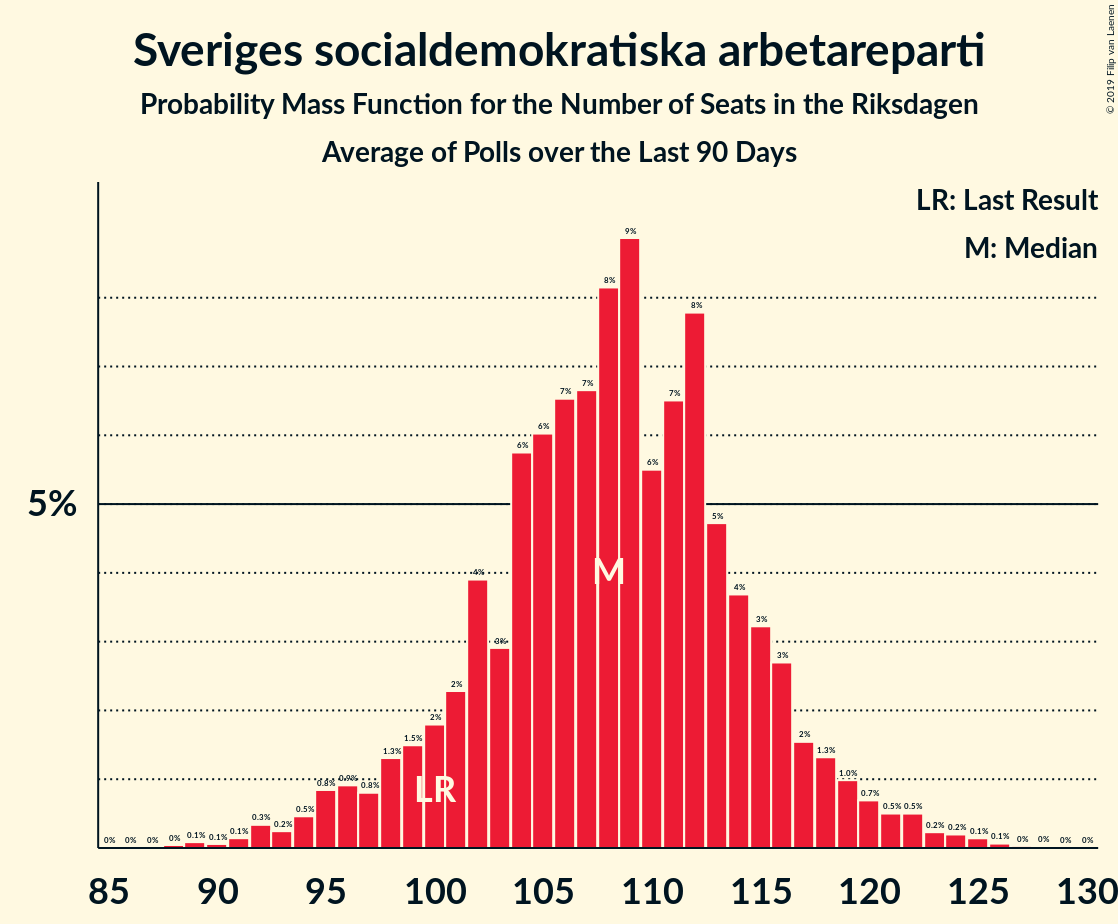 Sveriges socialdemokratiska arbetareparti
Probability Mass Function for the Number of Seats in the Riksdagen
Average of Polls over the Last 90 Days
© 2019 Filip van Laenen
LR: Last Result
M: Median
5%
0% 0% 0% 0% 0.1% 0.1% 0.1% 0.3% 0.2% 0.5% 0.8% 0.9% 0.8% 1.3% 1.5% 2% 2% 4% 3% 6% 6% 7% 7% 8% 9% 6% 7% 8% 5% 4% 3% 3% 2% 1.3% 1.0% 0.7% 0.5% 0.5% 0.2% 0.2% 0.1% 0.1% 0% 0% 0% 0%
M
LR
85 90 95 100 105 110 115 120 125 130